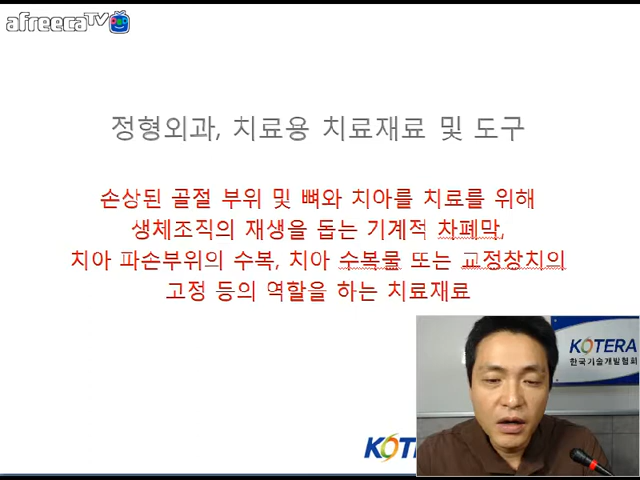 afreecaTV
정형외과, 치료용 치료재료 및 도구
손상된 골절 부위 및 뼈와 치아를 치료를 위해
생체조직의 재생을 돕는 기계적 차폐막,
치아 파손부위의 수복, 치아 수복물 또는 교정장치의
고정 등의 역할을 하는 치료재료
KOTERA
한국기술개발협회
KOT